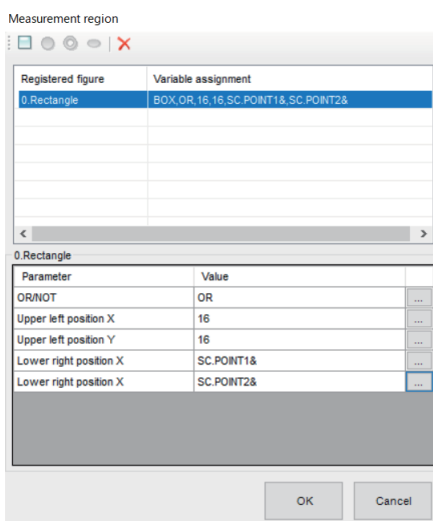 Measurement region
Registered figure Variable assignment
0.Rectangle BOX,OR,16,16,SC.POINT1&,SC.POINT2&
0.Rectangle
Parameter Value
OR/NOT OR ...
Upper left position X 16 ...
Upper left position Y 16 ...
Lower right position X SC.POINT1& ...
Lower right position X SC.POINT2& ...
OK Cancel